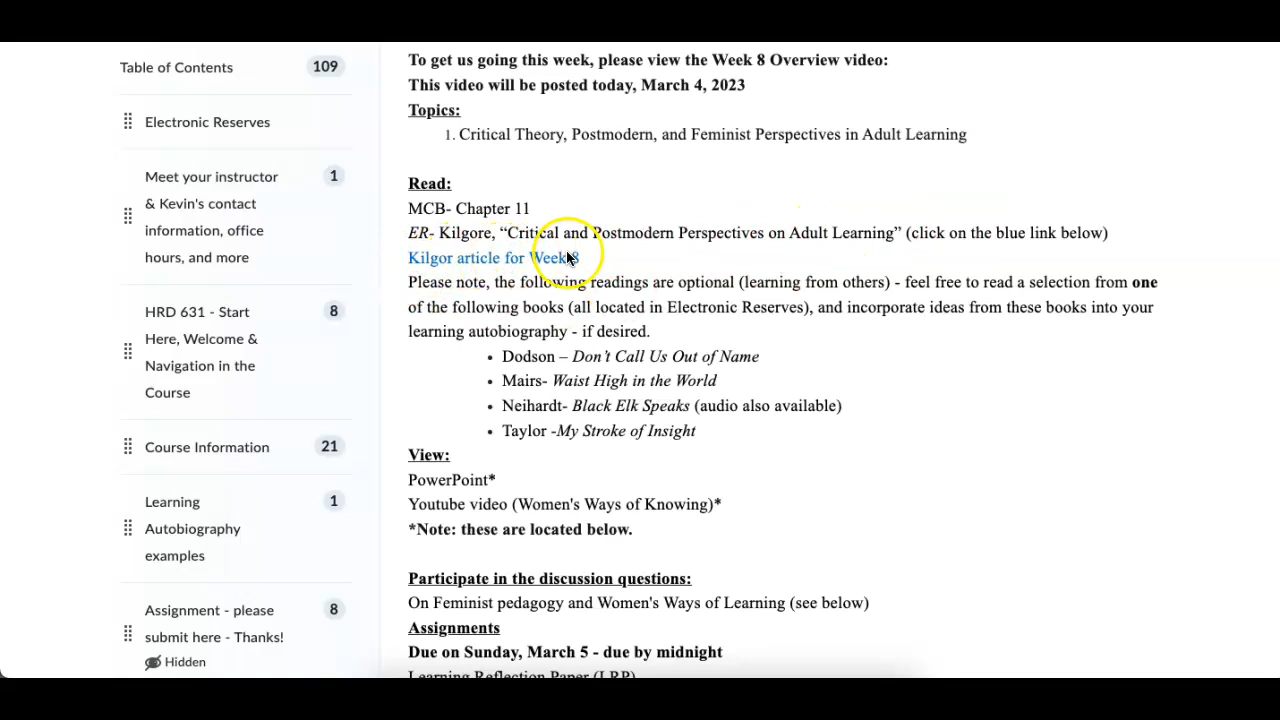 Table of Contents
109
Electronic Reserves
Meet your instructor
1
& Kevin's contact
information, office
hours, and more
HRD 631 - Start
8
Here, Welcome &
Navigation in the
Course
Course Information
21
Learning
1
Autobiography
examples
Assignment - please
8
submit here - Thanks!
Hidden
To get us going this week, please view the Week 8 Overview video:
This video will be posted today, March 4, 2023
Topics:
1. Critical Theory, Postmodern, and Feminist Perspectives in Adult Learning
Read:
MCB- Chapter 11
ER- Kilgore, “Critical and Postmodern Perspectives on Adult Learning” (click on the blue link below)
Kilgor article for Week 8
Please note, the following readings are optional (learning from others) - feel free to read a selection from one
of the following books (all located in Electronic Reserves), and incorporate ideas from these books into your
learning autobiography - if desired.
• Dodson – Don’t Call Us Out of Name
• Mairs- Waist High in the World
• Neihardt- Black Elk Speaks (audio also available)
• Taylor -My Stroke of Insight
View:
PowerPoint*
Youtube video (Women's Ways of Knowing)*
*Note: these are located below.
Participate in the discussion questions:
On Feminist pedagogy and Women's Ways of Learning (see below)
Assignments
Due on Sunday, March 5 - due by midnight
Learning Reflection Paper (LRP)